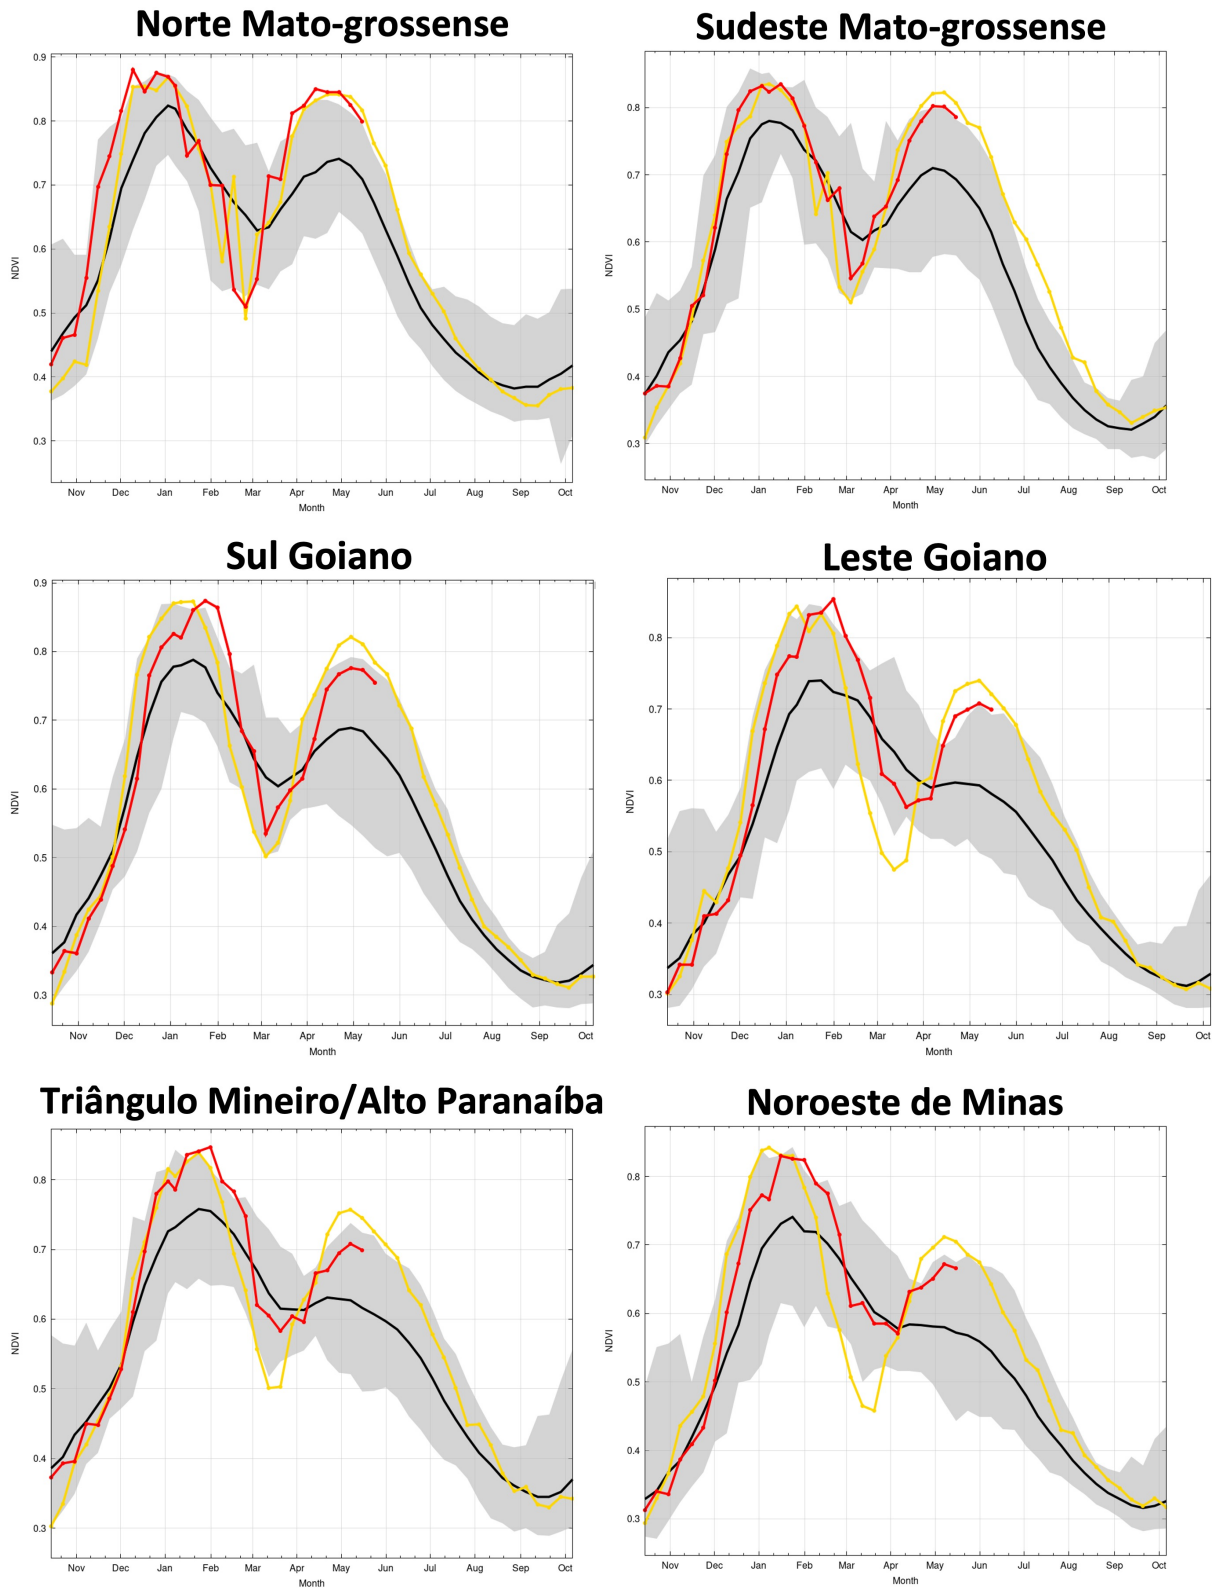 Norte Mato-grossense
0.9
0.8
0.7
0.6
0.5
0.4
0.3
NDVI
Nov Dec Jan Feb Mar Apr May Jun Jul Aug Sep Oct
Month
Sudeste Mato-grossense
0.8
0.7
0.6
0.5
0.4
0.3
NDVI
Nov Dec Jan Feb Mar Apr May Jun Jul Aug Sep Oct
Month
Sul Goiano
0.9
0.8
0.7
0.6
0.5
0.4
0.3
NDVI
Nov Dec Jan Feb Mar Apr May Jun Jul Aug Sep Oct
Month
Leste Goiano
0.8
0.7
0.6
0.5
0.4
0.3
NDVI
Nov Dec Jan Feb Mar Apr May Jun Jul Aug Sep Oct
Month
Triângulo Mineiro/Alto Paranaíba
0.8
0.7
0.6
0.5
0.4
0.3
NDVI
Nov Dec Jan Feb Mar Apr May Jun Jul Aug Sep Oct
Month
Noroeste de Minas
0.8
0.7
0.6
0.5
0.4
0.3
NDVI
Nov Dec Jan Feb Mar Apr May Jun Jul Aug Sep Oct
Month